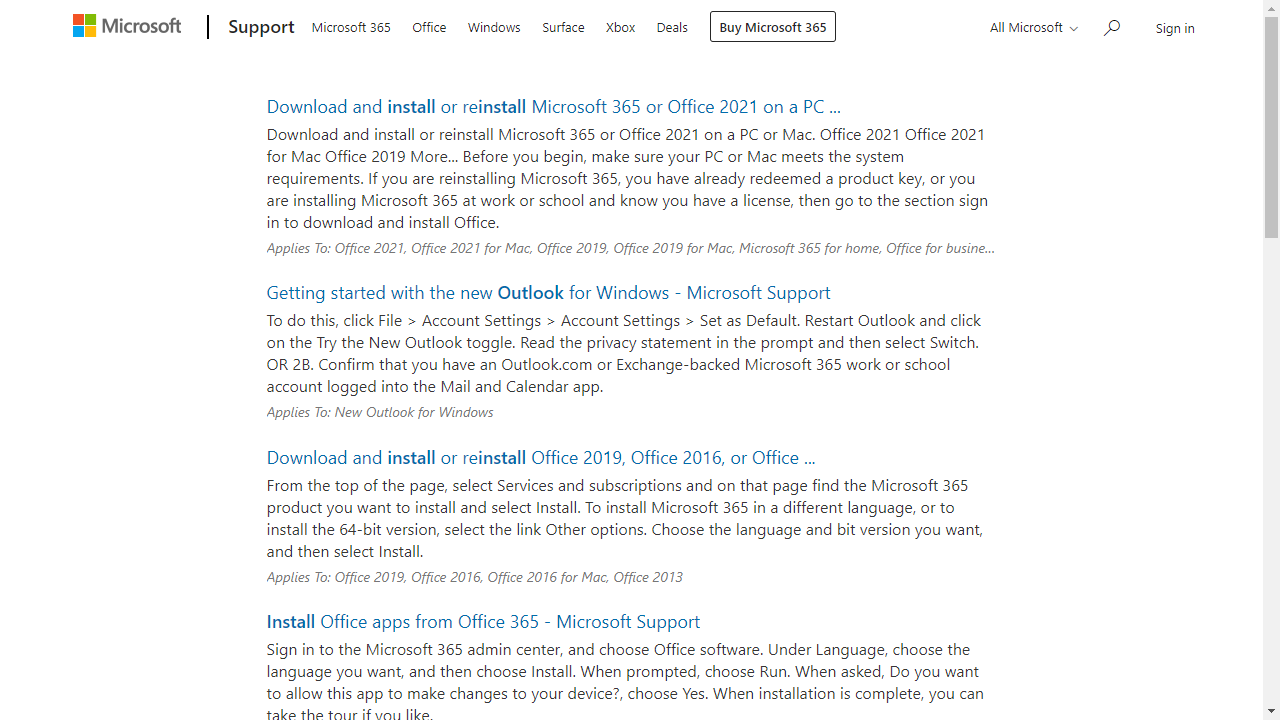 Microsoft
Support
Microsoft 365
Office
Windows
Surface
Xbox
Deals
Buy Microsoft 365
All Microsoft
Sign in
Download and install or reinstall Microsoft 365 or Office 2021 on a PC ...
Download and install or reinstall Microsoft 365 or Office 2021 on a PC or Mac. Office 2021 Office 2021
for Mac Office 2019 More... Before you begin, make sure your PC or Mac meets the system
requirements. If you are reinstalling Microsoft 365, you have already redeemed a product key, or you
are installing Microsoft 365 at work or school and know you have a license, then go to the section sign
in to download and install Office.
Applies To: Office 2021, Office 2021 for Mac, Office 2019, Office 2019 for Mac, Microsoft 365 for home, Office for busine...
Getting started with the new Outlook for Windows - Microsoft Support
To do this, click File > Account Settings > Account Settings > Set as Default. Restart Outlook and click
on the Try the New Outlook toggle. Read the privacy statement in the prompt and then select Switch.
OR 2B. Confirm that you have an Outlook.com or Exchange-backed Microsoft 365 work or school
account logged into the Mail and Calendar app.
Applies To: New Outlook for Windows
Download and install or reinstall Office 2019, Office 2016, or Office ...
From the top of the page, select Services and subscriptions and on that page find the Microsoft 365
product you want to install and select Install. To install Microsoft 365 in a different language, or to
install the 64-bit version, select the link Other options. Choose the language and bit version you want,
and then select Install.
Applies To: Office 2019, Office 2016, Office 2016 for Mac, Office 2013
Install Office apps from Office 365 - Microsoft Support
Sign in to the Microsoft 365 admin center, and choose Office software. Under Language, choose the
language you want, and then choose Install. When prompted, choose Run. When asked, Do you want
to allow this app to make changes to your device?, choose Yes. When installation is complete, you can
take the tour if you like.